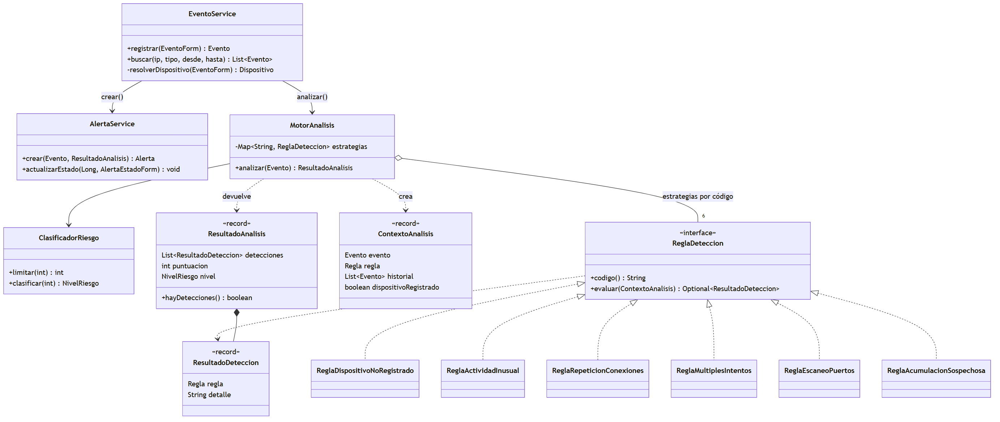 EventoService
+registrar(EventoForm) : Evento
+buscar(ip, tipo, desde, hasta) : List<Evento>
-resolverDispositivo(EventoForm) : Dispositivo
crear()
analizar()
AlertaService
+crear(Evento, ResultadoAnalisis) : Alerta
+actualizarEstado(Long, AlertaEstadoForm) : void
MotorAnalisis
-Map<String, ReglaDeteccion> estrategias
+analizar(Evento) : ResultadoAnalisis
devuelve
crea
estrategias por código
6
ClasificadorRiesgo
+limitar(int) : int
+clasificar(int) : NivelRiesgo
«record»
ResultadoAnalisis
List<ResultadoDeteccion> detecciones
int puntuacion
NivelRiesgo nivel
+hayDetecciones() : boolean
«record»
ContextoAnalisis
Evento evento
Regla regla
List<Evento> historial
boolean dispositivoRegistrado
«interface»
ReglaDeteccion
+codigo() : String
+evaluar(ContextoAnalisis) : Optional<ResultadoDeteccion>
«record»
ResultadoDeteccion
Regla regla
String detalle
ReglaDispositivoNoRegistrado
ReglaActividadInusual
ReglaRepeticionConexiones
ReglaMultiplesIntentos
ReglaEscaneoPuertos
ReglaAcumulacionSospechosa